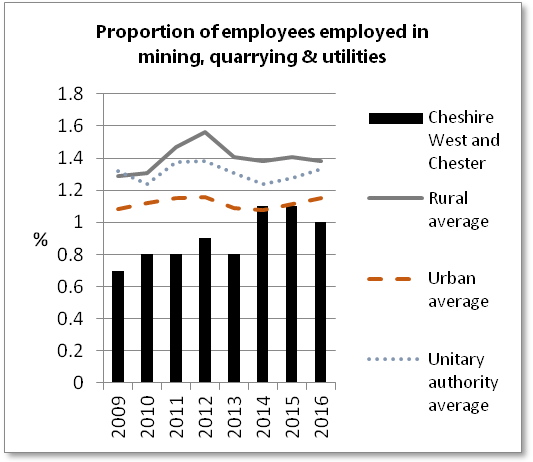 Proportion of employees employed in
mining, quarrying & utilities
1.8
1.6
1.4
1.2
1
0.8
0.6
0.4
0.2
0
%
2009
2010
2011
2012
2013
2014
2015
2016
Cheshire
West and
Chester
Rural
average
Urban
average
Unitary
authority
average